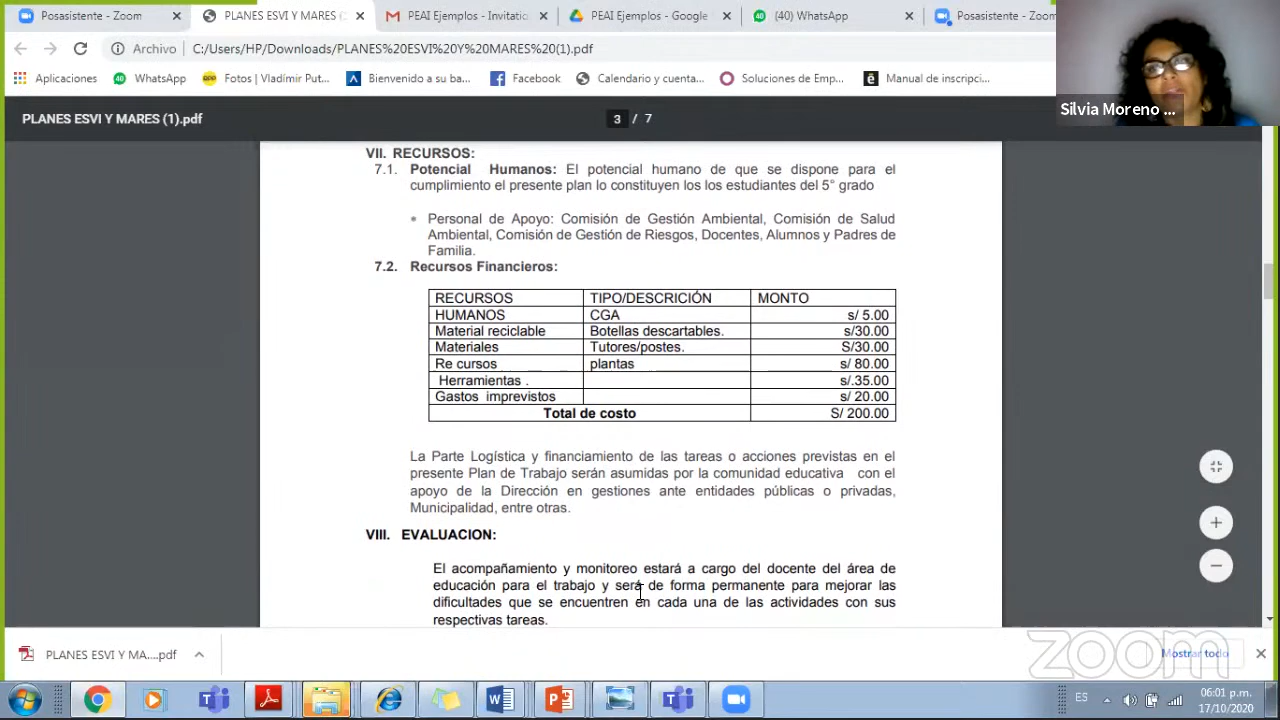 Posasistente - Zoom
PLANES ESVI Y MARES (
PEAI Ejemplos - Invitatio
PEAI Ejemplos - Google
(40) WhatsApp
Posasistente - Zoom
Archivo C:/Users/HP/Downloads/PLANES%20ESVI%20Y%20MARES%20(1).pdf
Aplicaciones WhatsApp Fotos | Vladímir Put... Bienvenido a su ba... Facebook Calendario y cuenta... Soluciones de Emp... Manual de inscripci...
Silvia Moreno ...
PLANES ESVI Y MARES (1).pdf
3 / 7
VII. RECURSOS:
7.1. Potencial Humanos: El potencial humano de que se dispone para el
cumplimiento el presente plan lo constituyen los los estudiantes del 5° grado
• Personal de Apoyo: Comisión de Gestión Ambiental, Comisión de Salud
Ambiental, Comisión de Gestión de Riesgos, Docentes, Alumnos y Padres de
Familia.
7.2. Recursos Financieros:
RECURSOS TIPO/DESCRICIÓN MONTO
HUMANOS CGA s/ 5.00
Material reciclable Botellas descartables. s/30.00
Materiales Tutores/postes. S/30.00
Re cursos plantas s/ 80.00
Herramientas . s/.35.00
Gastos imprevistos s/ 20.00
Total de costo S/ 200.00
La Parte Logística y financiamiento de las tareas o acciones previstas en el
presente Plan de Trabajo serán asumidas por la comunidad educativa con el
apoyo de la Dirección en gestiones ante entidades públicas o privadas,
Municipalidad, entre otras.
VIII. EVALUACION:
El acompañamiento y monitoreo estará a cargo del docente del área de
educación para el trabajo y será de forma permanente para mejorar las
dificultades que se encuentren en cada una de las actividades con sus
respectivas tareas.
PLANES ESVI Y MA....pdf
Mostrar todo
zoom
ES
06:01 p.m.
17/10/2020